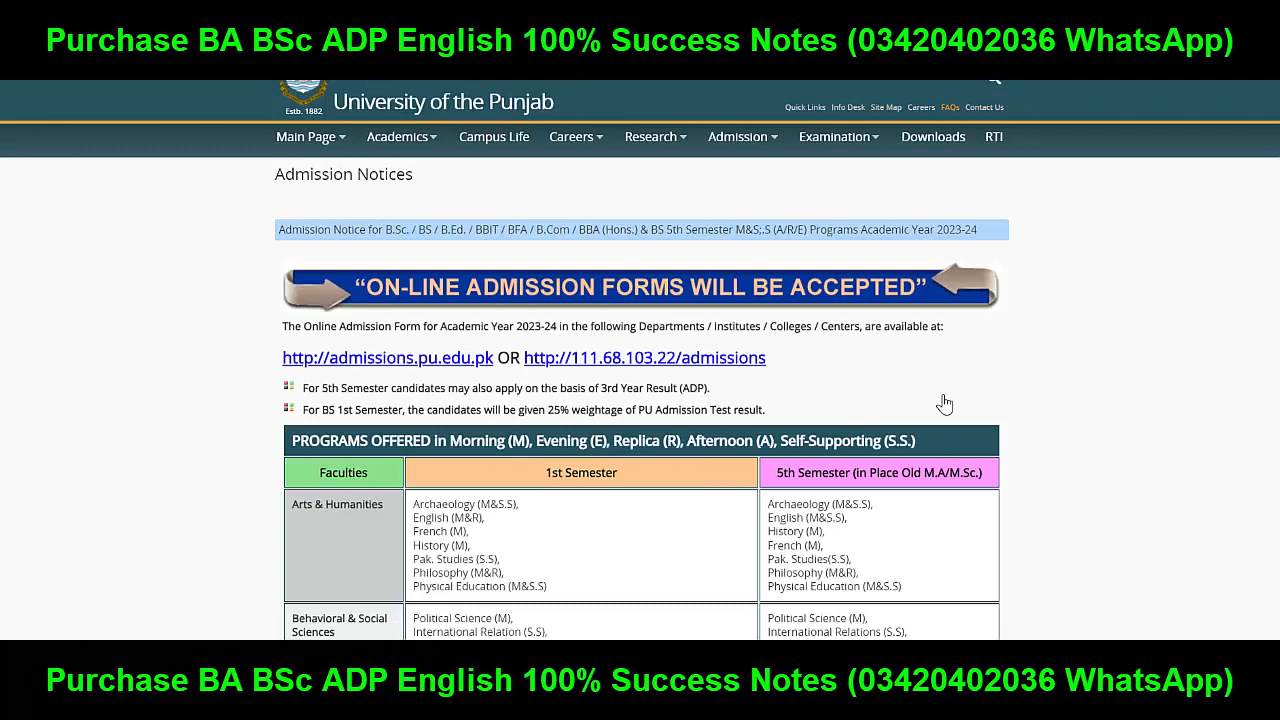 Purchase BA BSc ADP English 100% Success Notes (03420402036 WhatsApp)
Estb. 1882
University of the Punjab
Quick Links Info Desk Site Map Careers FAQs Contact Us
Main Page Academics Campus Life Careers Research Admission Examination Downloads RTI
Admission Notices
Admission Notice for B.Sc. / BS / B.Ed. / BBIT / BFA / B.Com / BBA (Hons.) & BS 5th Semester M&S;.S (A/R/E) Programs Academic Year 2023-24
“ON-LINE ADMISSION FORMS WILL BE ACCEPTED”
The Online Admission Form for Academic Year 2023-24 in the following Departments / Institutes / Colleges / Centers, are available at:
http://admissions.pu.edu.pk OR http://111.68.103.22/admissions
For 5th Semester candidates may also apply on the basis of 3rd Year Result (ADP).
For BS 1st Semester, the candidates will be given 25% weightage of PU Admission Test result.
PROGRAMS OFFERED in Morning (M), Evening (E), Replica (R), Afternoon (A), Self-Supporting (S.S.)
Faculties
1st Semester
5th Semester (in Place Old M.A/M.Sc.)
Arts & Humanities
Archaeology (M&S.S),
English (M&R),
French (M),
History (M),
Pak. Studies (S.S),
Philosophy (M&R),
Physical Education (M&S.S)
Archaeology (M&S.S),
English (M&S.S),
History (M),
French (M),
Pak. Studies(S.S),
Philosophy (M&R),
Physical Education (M&S.S)
Behavioral & Social
Sciences
Political Science (M),
International Relation (S.S),
Political Science (M),
International Relations (S.S),
Purchase BA BSc ADP English 100% Success Notes (03420402036 WhatsApp)